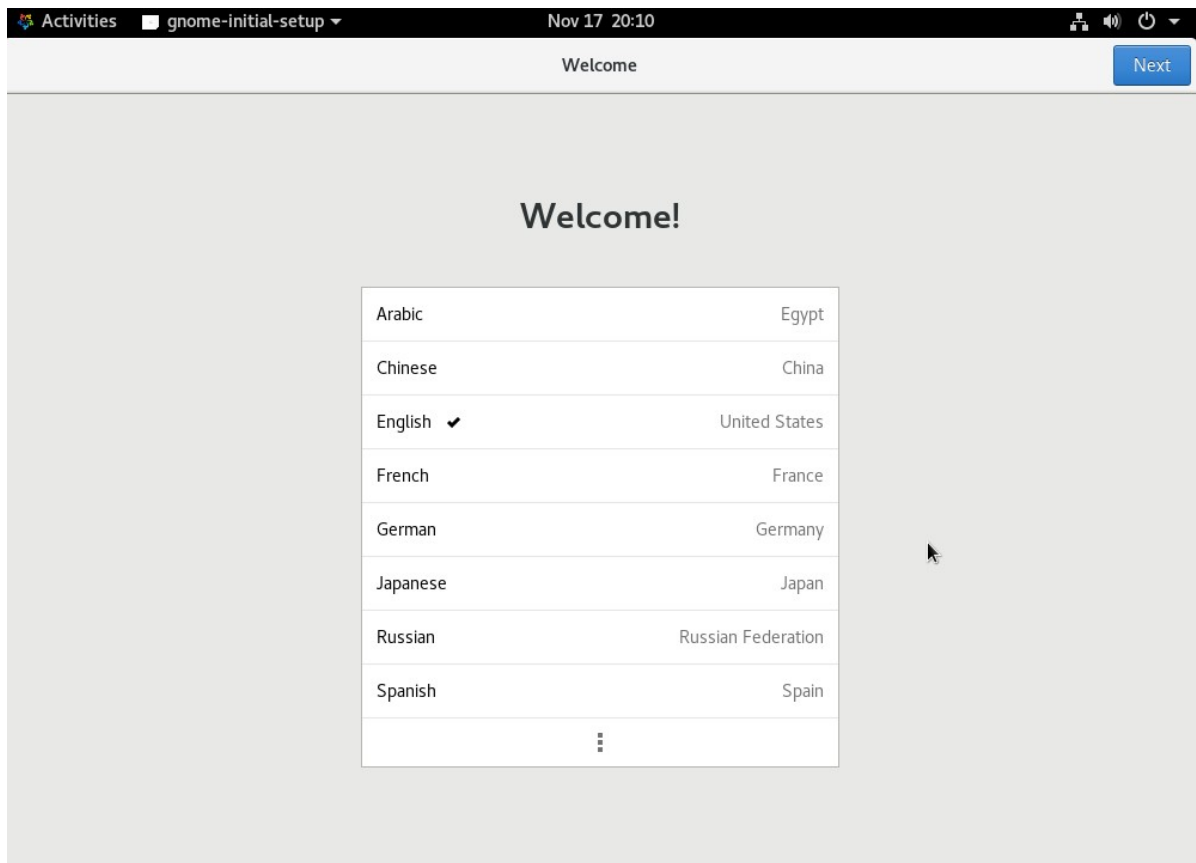 Activities gnome-initial-setup Nov 17 20:10
Welcome Next
Welcome!
Arabic Egypt
Chinese China
English United States
French France
German Germany
Japanese Japan
Russian Russian Federation
Spanish Spain